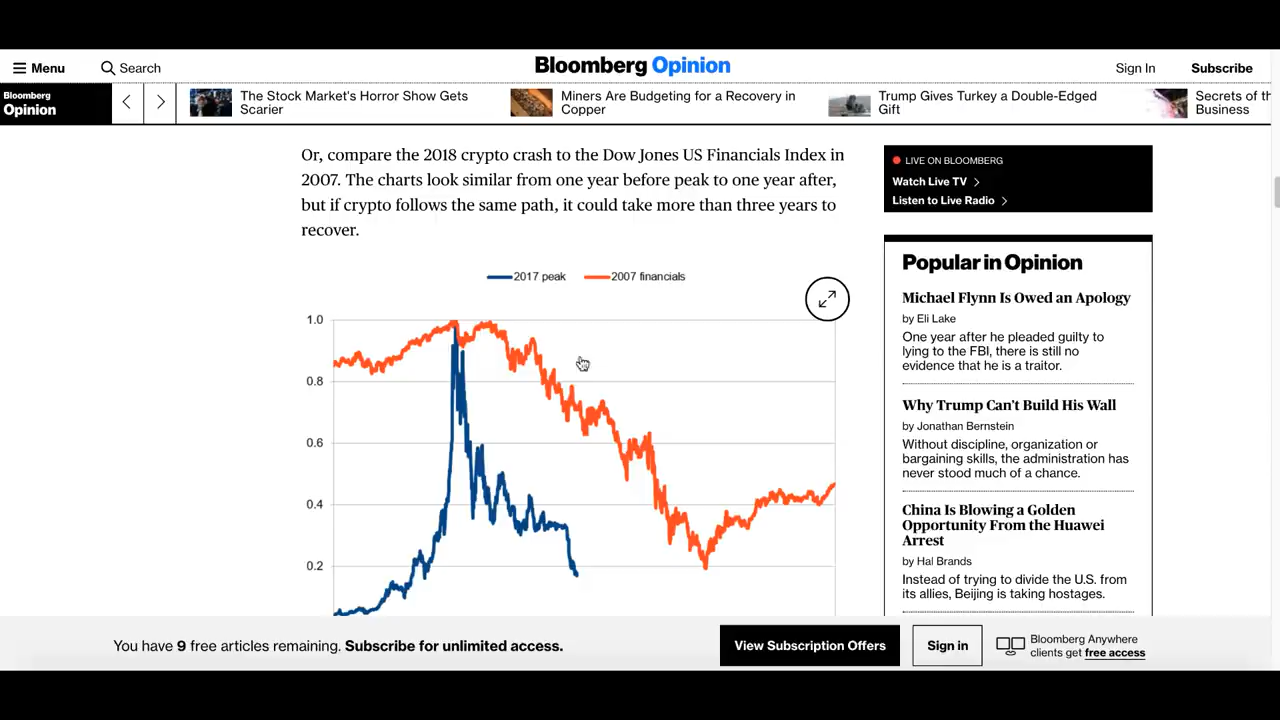 Menu
Search
Bloomberg Opinion
Sign In
Subscribe
Bloomberg
Opinion
The Stock Market's Horror Show Gets
Scarier
Miners Are Budgeting for a Recovery in
Copper
Trump Gives Turkey a Double-Edged
Gift
Secrets of th
Business
Or, compare the 2018 crypto crash to the Dow Jones US Financials Index in
2007. The charts look similar from one year before peak to one year after,
but if crypto follows the same path, it could take more than three years to
recover.
2017 peak
2007 financials
1.0
0.8
0.6
0.4
0.2
LIVE ON BLOOMBERG
Watch Live TV
Listen to Live Radio
Popular in Opinion
Michael Flynn Is Owed an Apology
by Eli Lake
One year after he pleaded guilty to
lying to the FBI, there is still no
evidence that he is a traitor.
Why Trump Can't Build His Wall
by Jonathan Bernstein
Without discipline, organization or
bargaining skills, the administration has
never stood much of a chance.
China Is Blowing a Golden
Opportunity From the Huawei
Arrest
by Hal Brands
Instead of trying to divide the U.S. from
its allies, Beijing is taking hostages.
You have 9 free articles remaining. Subscribe for unlimited access.
View Subscription Offers
Sign in
Bloomberg Anywhere
clients get free access